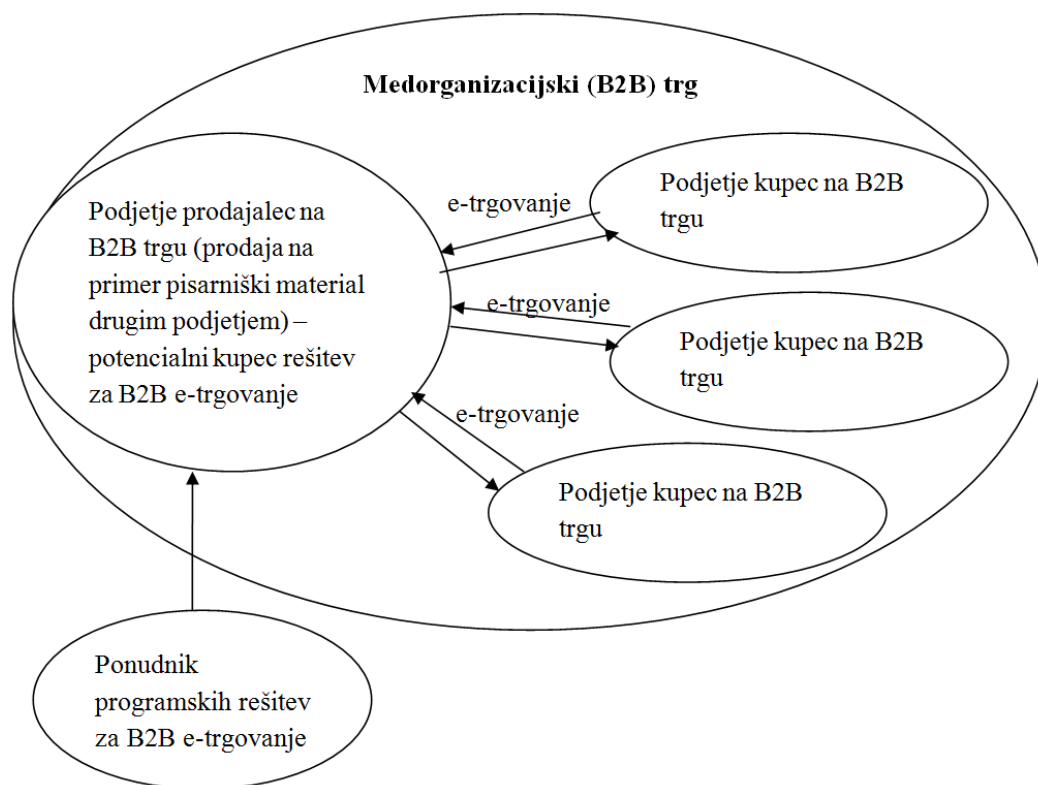 Medorganizacijski (B2B) trg
Podjetje prodajalec na
B2B trgu (prodaja na
primer pisarniški material
drugim podjetjem) –
potencialni kupec rešitev
za B2B e-trgovanje
e-trgovanje
Podjetje kupec na B2B
trgu
e-trgovanje
Podjetje kupec na B2B
trgu
e-trgovanje
Podjetje kupec na B2B
trgu
Ponudnik
programskih rešitev
za B2B e-trgovanje